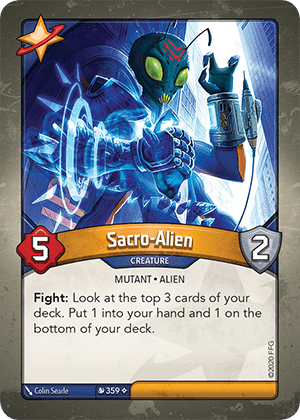 Sacro-Alien
CREATURE
5
2
MUTANT • ALIEN
Fight: Look at the top 3 cards of your
deck. Put 1 into your hand and 1 on the
bottom of your deck.
©2020 FFG
Colin Searle
359